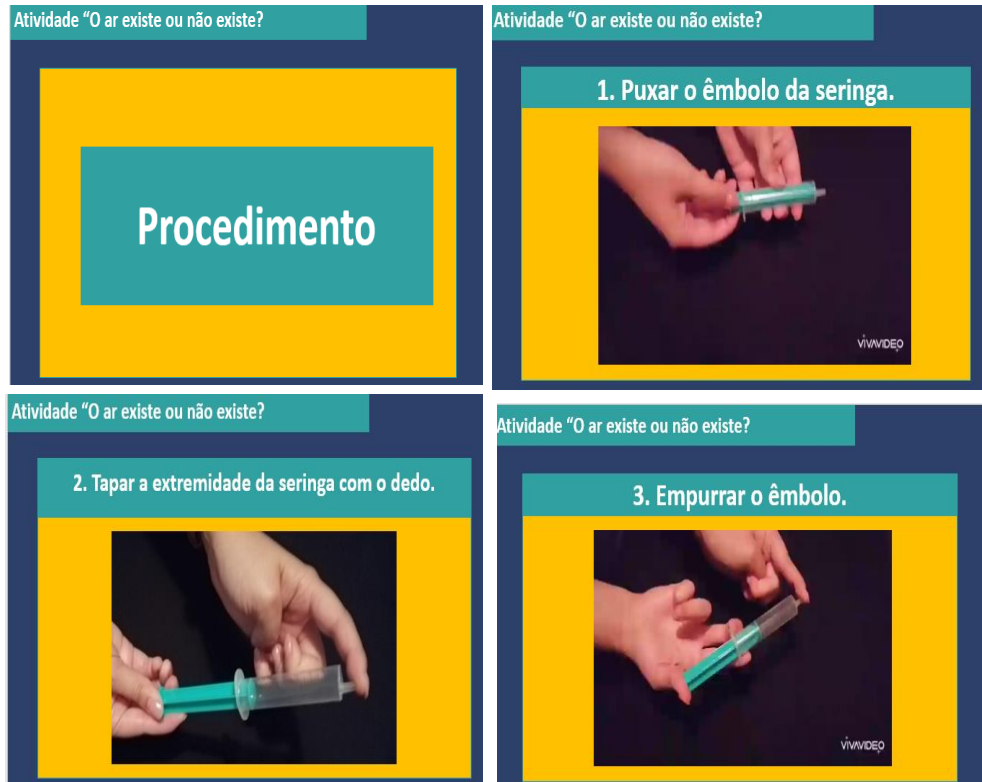 Atividade “O ar existe ou não existe?
Procedimento
Atividade “O ar existe ou não existe?
1. Puxar o êmbolo da seringa.
VIVAVIDEO
Atividade “O ar existe ou não existe?
2. Tapar a extremidade da seringa com o dedo.
Atividade “O ar existe ou não existe?
3. Empurrar o êmbolo.
VIVAVIDEO